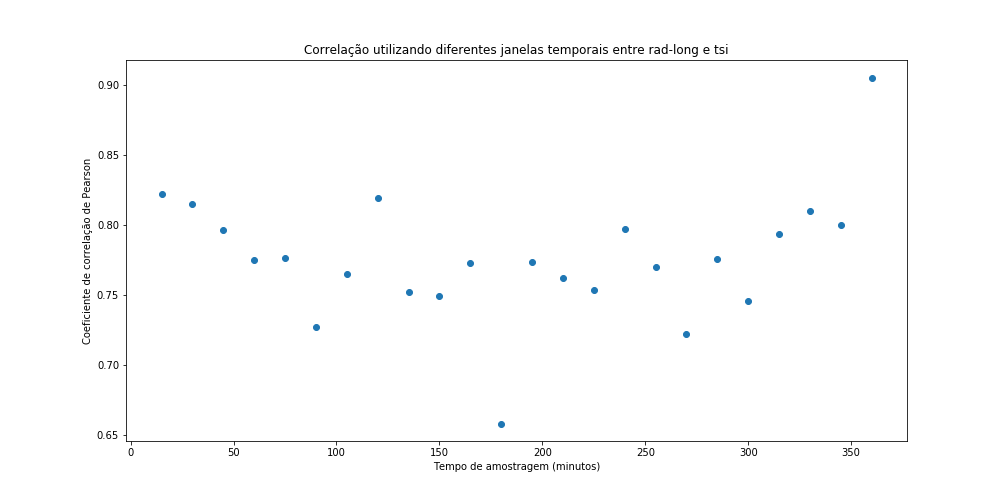 Correlação utilizando diferentes janelas temporais entre rad-long e tsi
Coeficiente de correlação de Pearson
0.90
0.85
0.80
0.75
0.70
0.65
0 50 100 150 200 250 300 350
Tempo de amostragem (minutos)